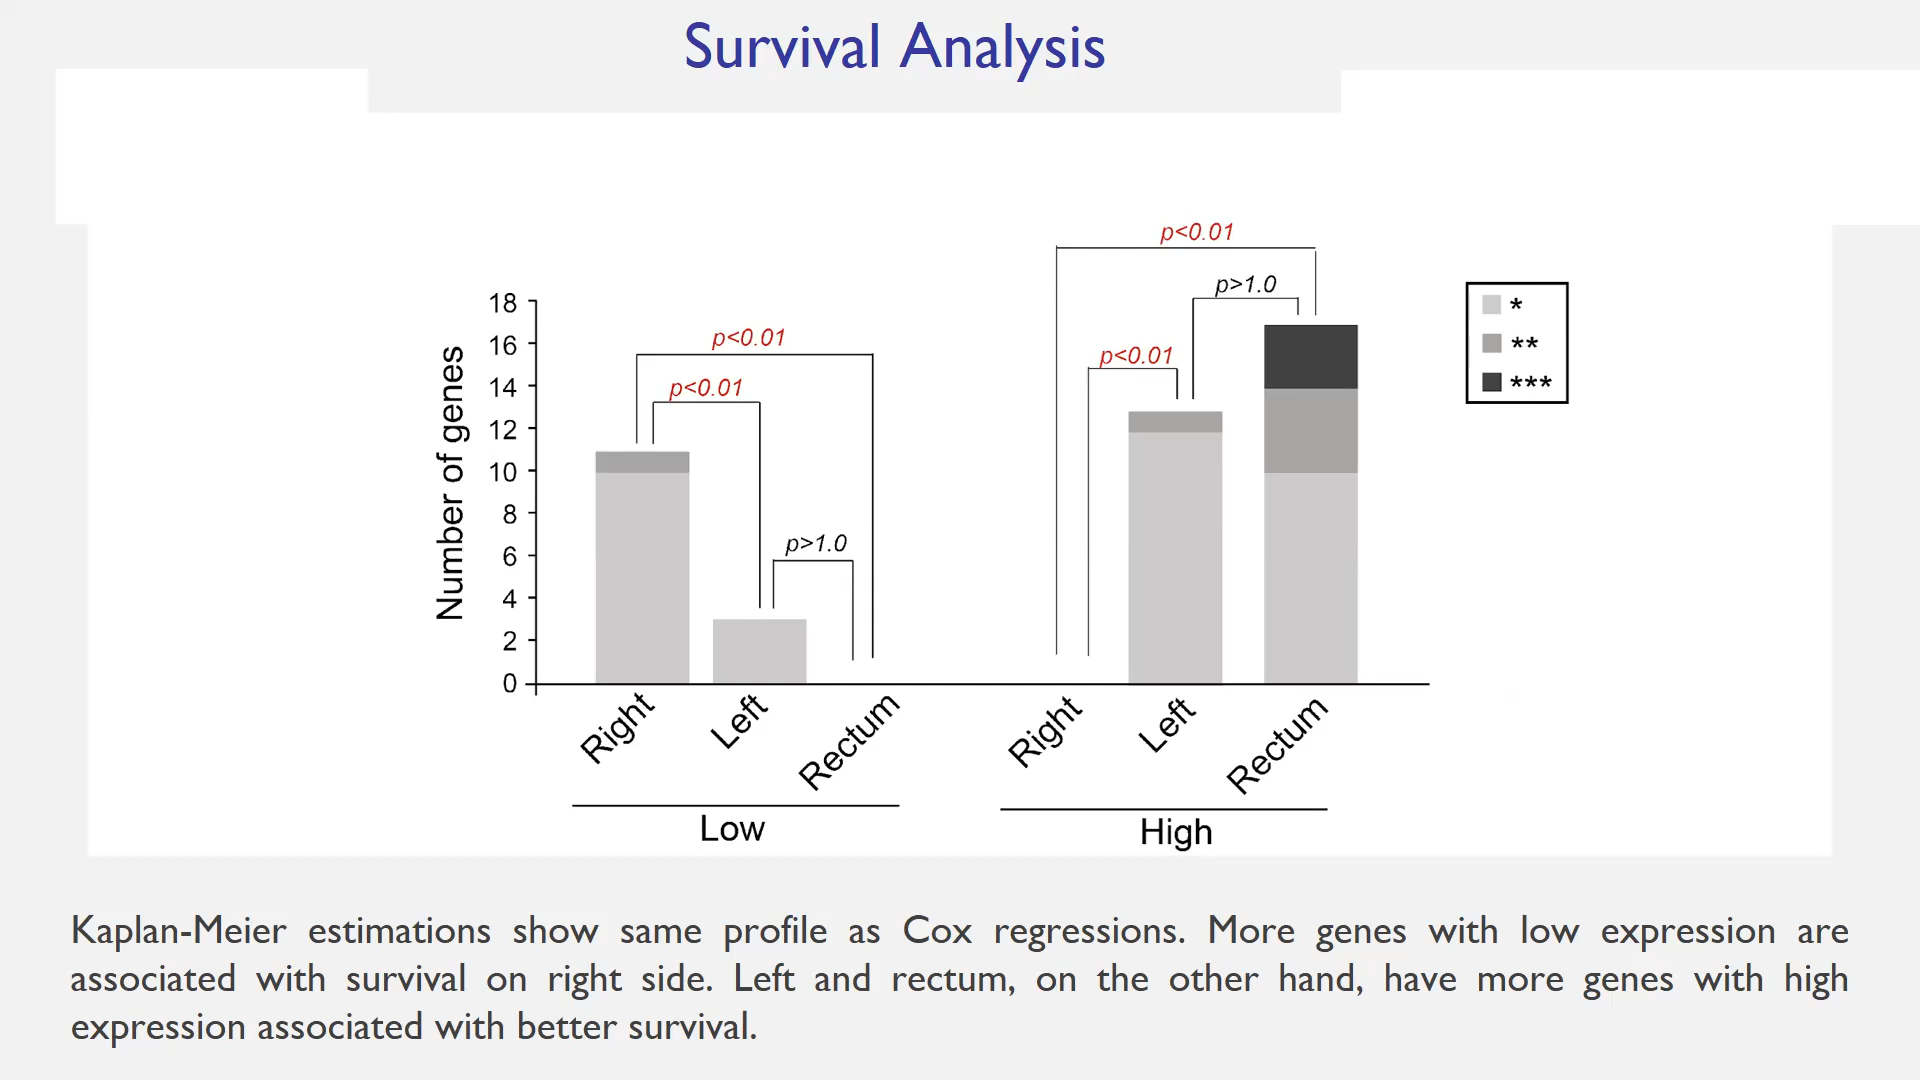 Survival Analysis
p<0.01
p>1.0
18
p<0.01
16
p<0.01
14
p<0.01
12
10
8
p>1.0
6
4
2
0
Number of genes
*
**
***
Right
Left
Rectum
Right
Left
Rectum
Low
High
Kaplan-Meier estimations show same profile as Cox regressions. More genes with low expression are
associated with survival on right side. Left and rectum, on the other hand, have more genes with high
expression associated with better survival.